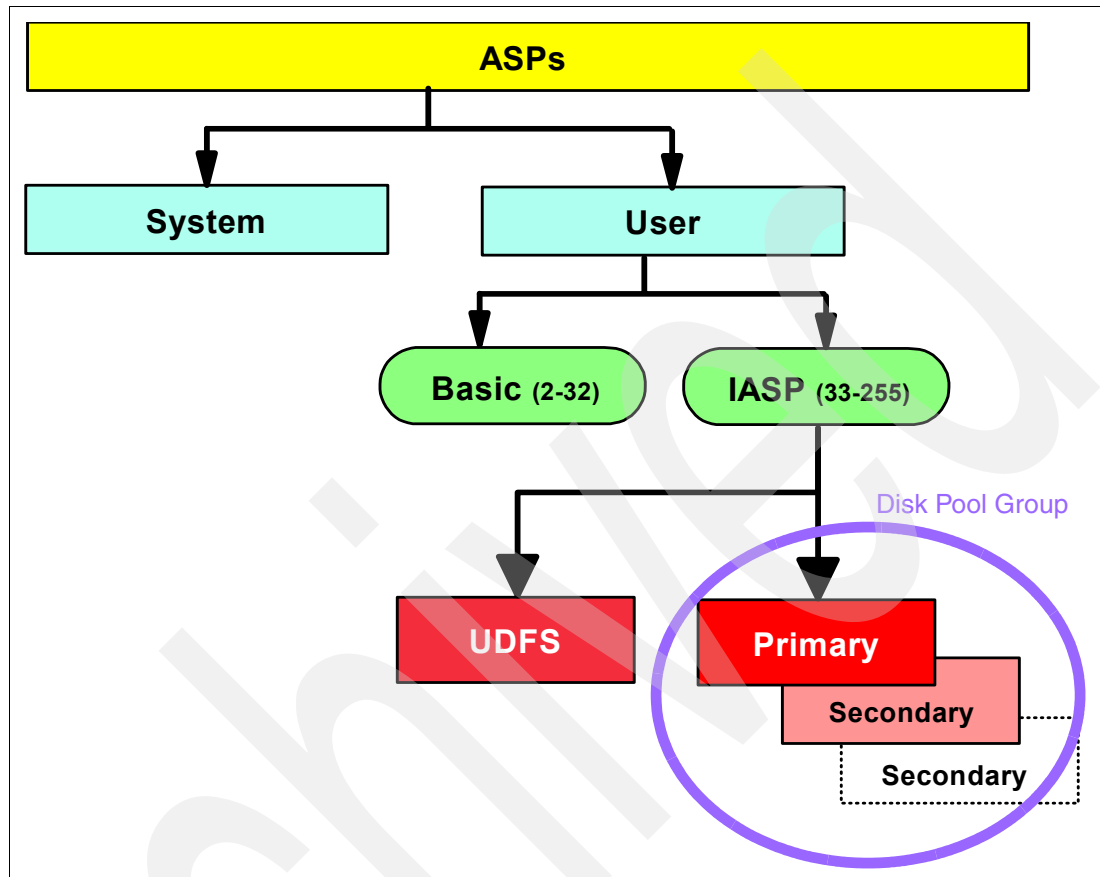 ASPs
System
User
Basic (2-32)
IASP (33-255)
Disk Pool Group
UDFS
Primary
Secondary
Secondary